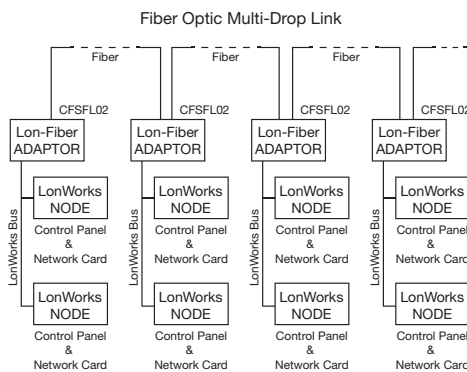 Fiber Optic Multi-Drop Link
Fiber Fiber Fiber
CFSFL02 CFSFL02 CFSFL02 CFSFL02
Lon-Fiber Lon-Fiber Lon-Fiber Lon-Fiber
ADAPTOR ADAPTOR ADAPTOR ADAPTOR
LonWorks Bus LonWorks Bus LonWorks Bus LonWorks Bus
LonWorks LonWorks LonWorks LonWorks
NODE NODE NODE NODE
Control Panel Control Panel Control Panel Control Panel
& & & &
Network Card Network Card Network Card Network Card
LonWorks LonWorks LonWorks LonWorks
NODE NODE NODE NODE
Control Panel Control Panel Control Panel Control Panel
& & & &
Network Card Network Card Network Card Network Card